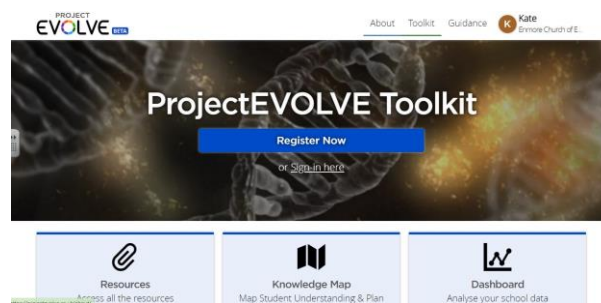 PROJECT
EVOLVE BETA
About Toolkit Guidance K Kate
Enmore Church of E...
ProjectEVOLVE Toolkit
Register Now
or Sign-in here
Resources
Access all the resources
Knowledge Map
Map Student Understanding & Plan
Dashboard
Analyse your school data